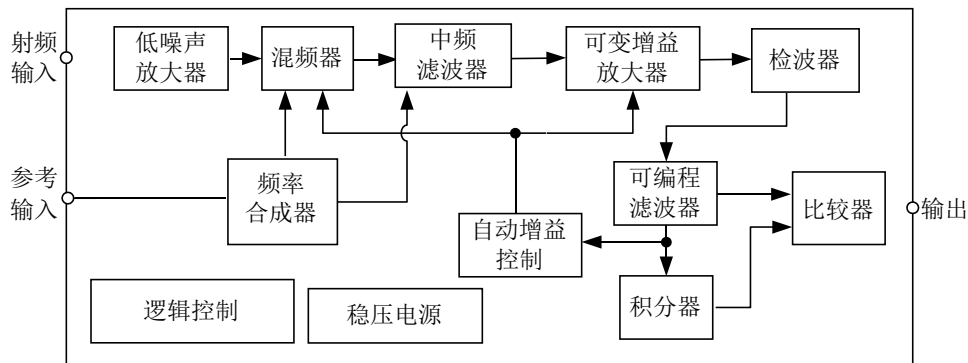 射频
输入
低噪声
放大器
混频器
中频
滤波器
可变增益
放大器
检波器
参考
输入
频率
合成器
自动增益
控制
可编程
滤波器
比较器
输出
逻辑控制
稳压电源
积分器